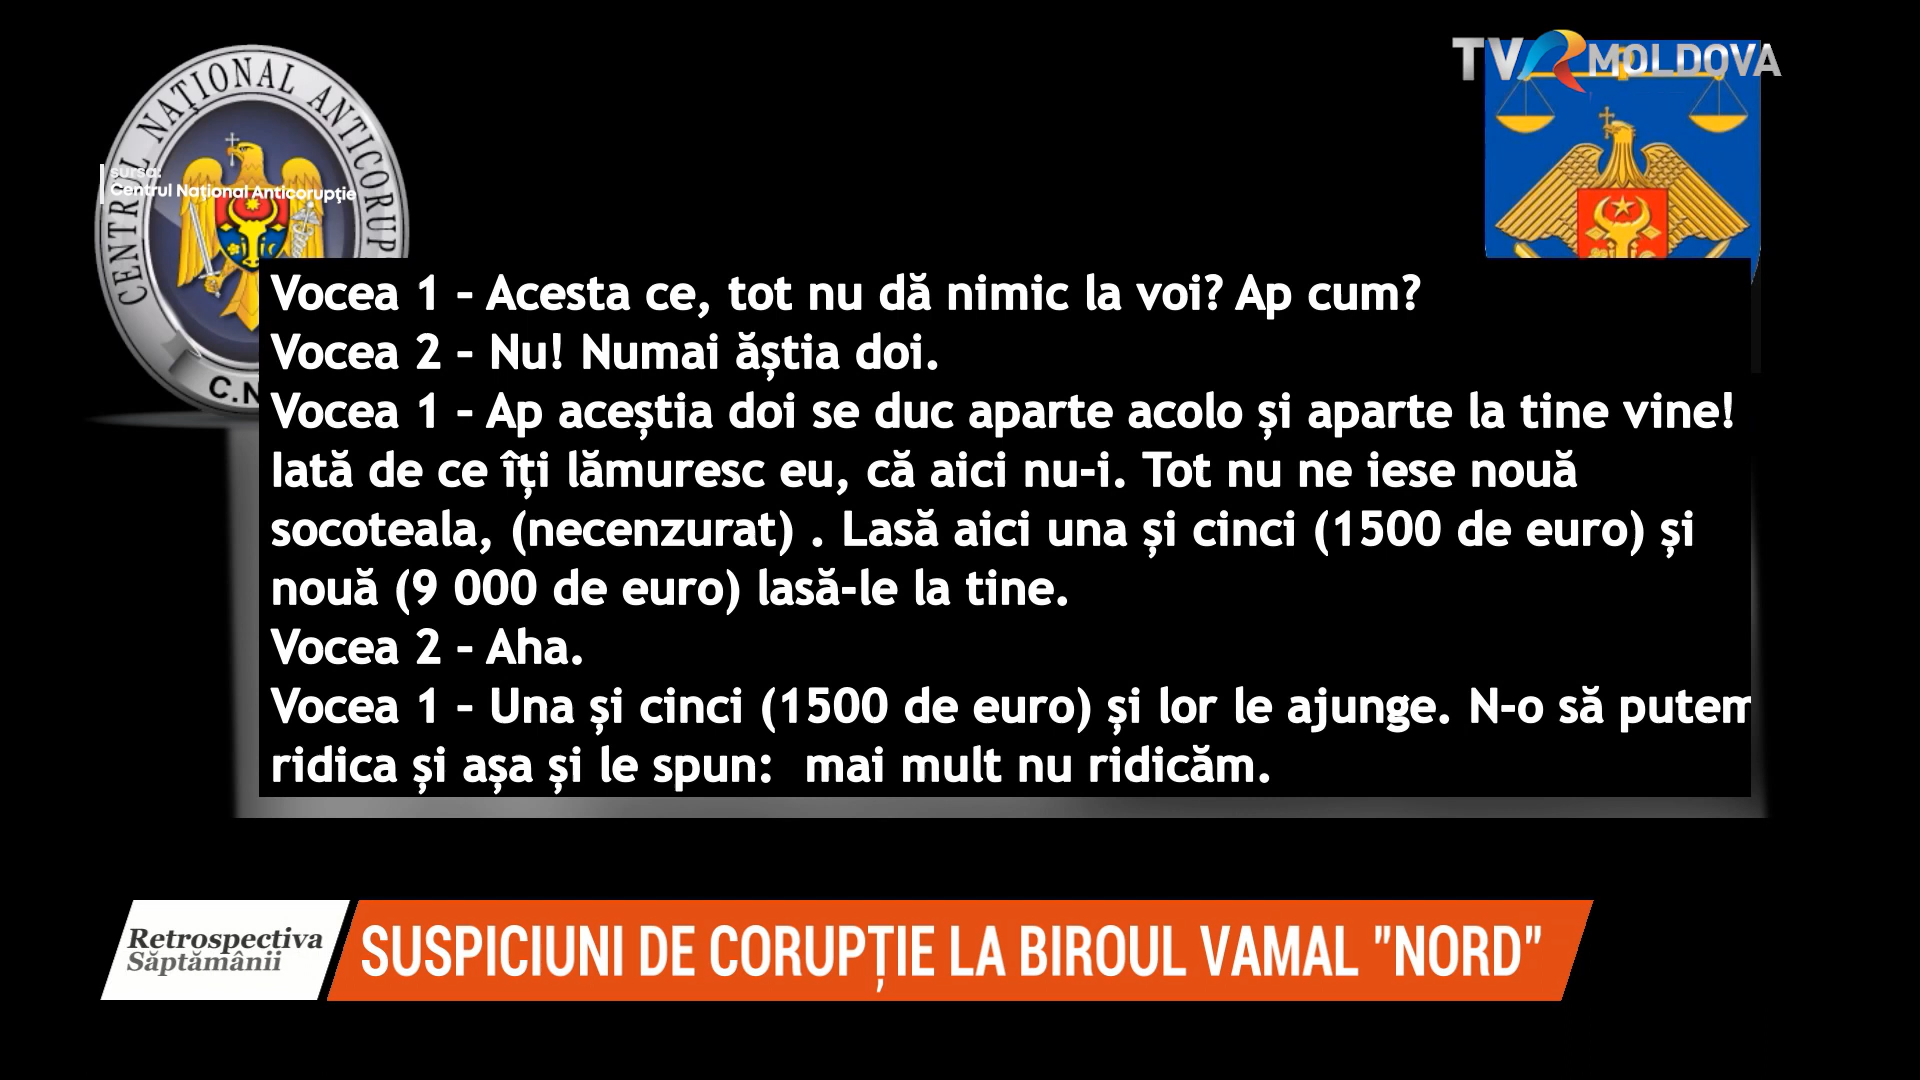 TVR MOLDOVA
CENTRUL NAȚIONAL ANTICORUP
sursa:
Centrul Național Anticorupție
C.N
Vocea 1 – Acesta ce, tot nu dă nimic la voi? Ap cum?
Vocea 2 – Nu! Numai ăștia doi.
Vocea 1 – Ap aceștia doi se duc aparte acolo și aparte la tine vine!
Iată de ce îți lămuresc eu, că aici nu-i. Tot nu ne iese nouă
socoteala, (necenzurat) . Lasă aici una și cinci (1500 de euro) și
nouă (9 000 de euro) lasă-le la tine.
Vocea 2 – Aha.
Vocea 1 – Una și cinci (1500 de euro) și lor le ajunge. N-o să putem
ridica și așa și le spun:  mai mult nu ridicăm.
Retrospectiva
Săptămânii
SUSPICIUNI DE CORUPȚIE LA BIROUL VAMAL "NORD"